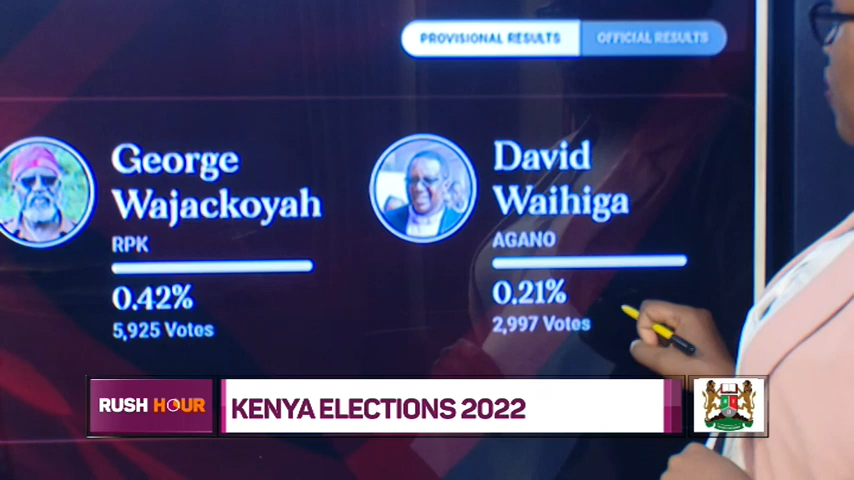 PROVISIONAL RESULTS
OFFICIAL RESULTS
George
Wajackoyah
RPK
0.42%
5,925 Votes
David
Waihiga
AGANO
0.21%
2,997 Votes
RUSH HOUR
KENYA ELECTIONS 2022